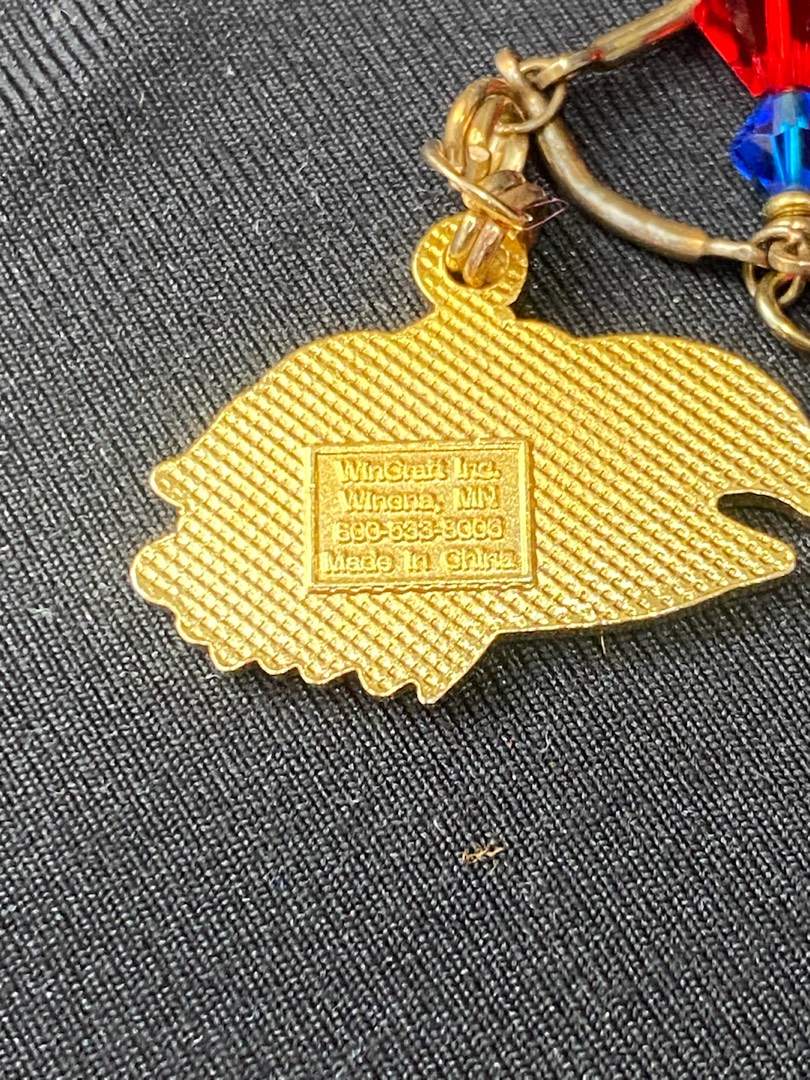 WinCraft Inc.
Winona, MN
800-533-8006
Made in China